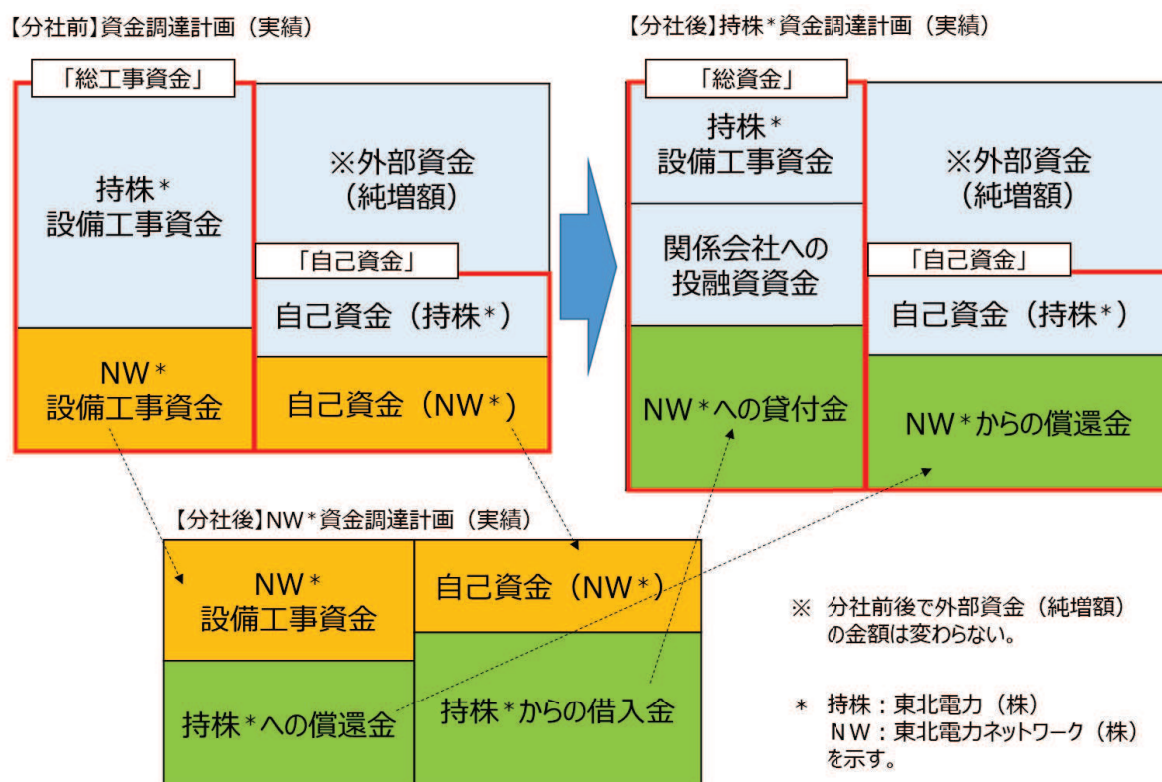 【分社前】資金調達計画（実績）
「総工事資金」
持株*
設備工事資金
※外部資金
（純増額）
「自己資金」
自己資金（持株*）
NW*
設備工事資金
自己資金（NW*）
【分社後】持株*資金調達計画（実績）
「総資金」
持株*
設備工事資金
※外部資金
（純増額）
関係会社への
投融資資金
「自己資金」
自己資金（持株*）
NW*への貸付金
NW*からの償還金
【分社後】NW*資金調達計画（実績）
NW*
設備工事資金
自己資金（NW*）
持株*への償還金
持株*からの借入金
※ 分社前後で外部資金（純増額）
の金額は変わらない。
* 持株：東北電力（株）
NW：東北電力ネットワーク（株）
を示す。